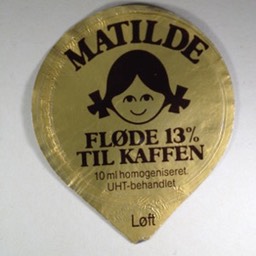 MATILDE
FLØDE 13%
TIL KAFFEN
10 ml homogeniseret
UHT-behandlet
Løft